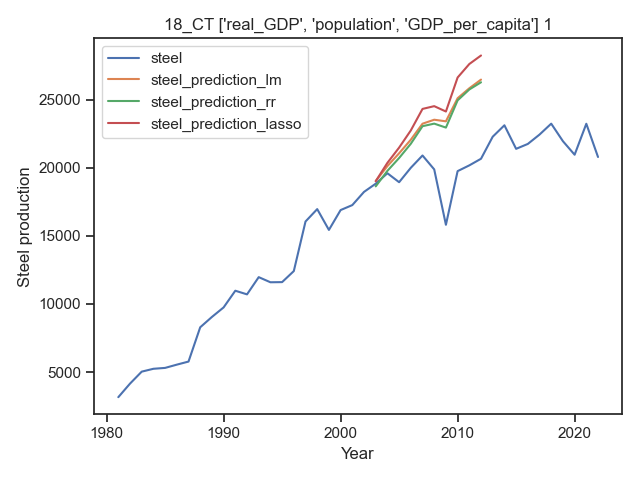 18_CT ['real_GDP', 'population', 'GDP_per_capita'] 1
steel
steel_prediction_lm
steel_prediction_rr
steel_prediction_lasso
Steel production
25000
20000
15000
10000
5000
1980
1990
2000
2010
2020
Year